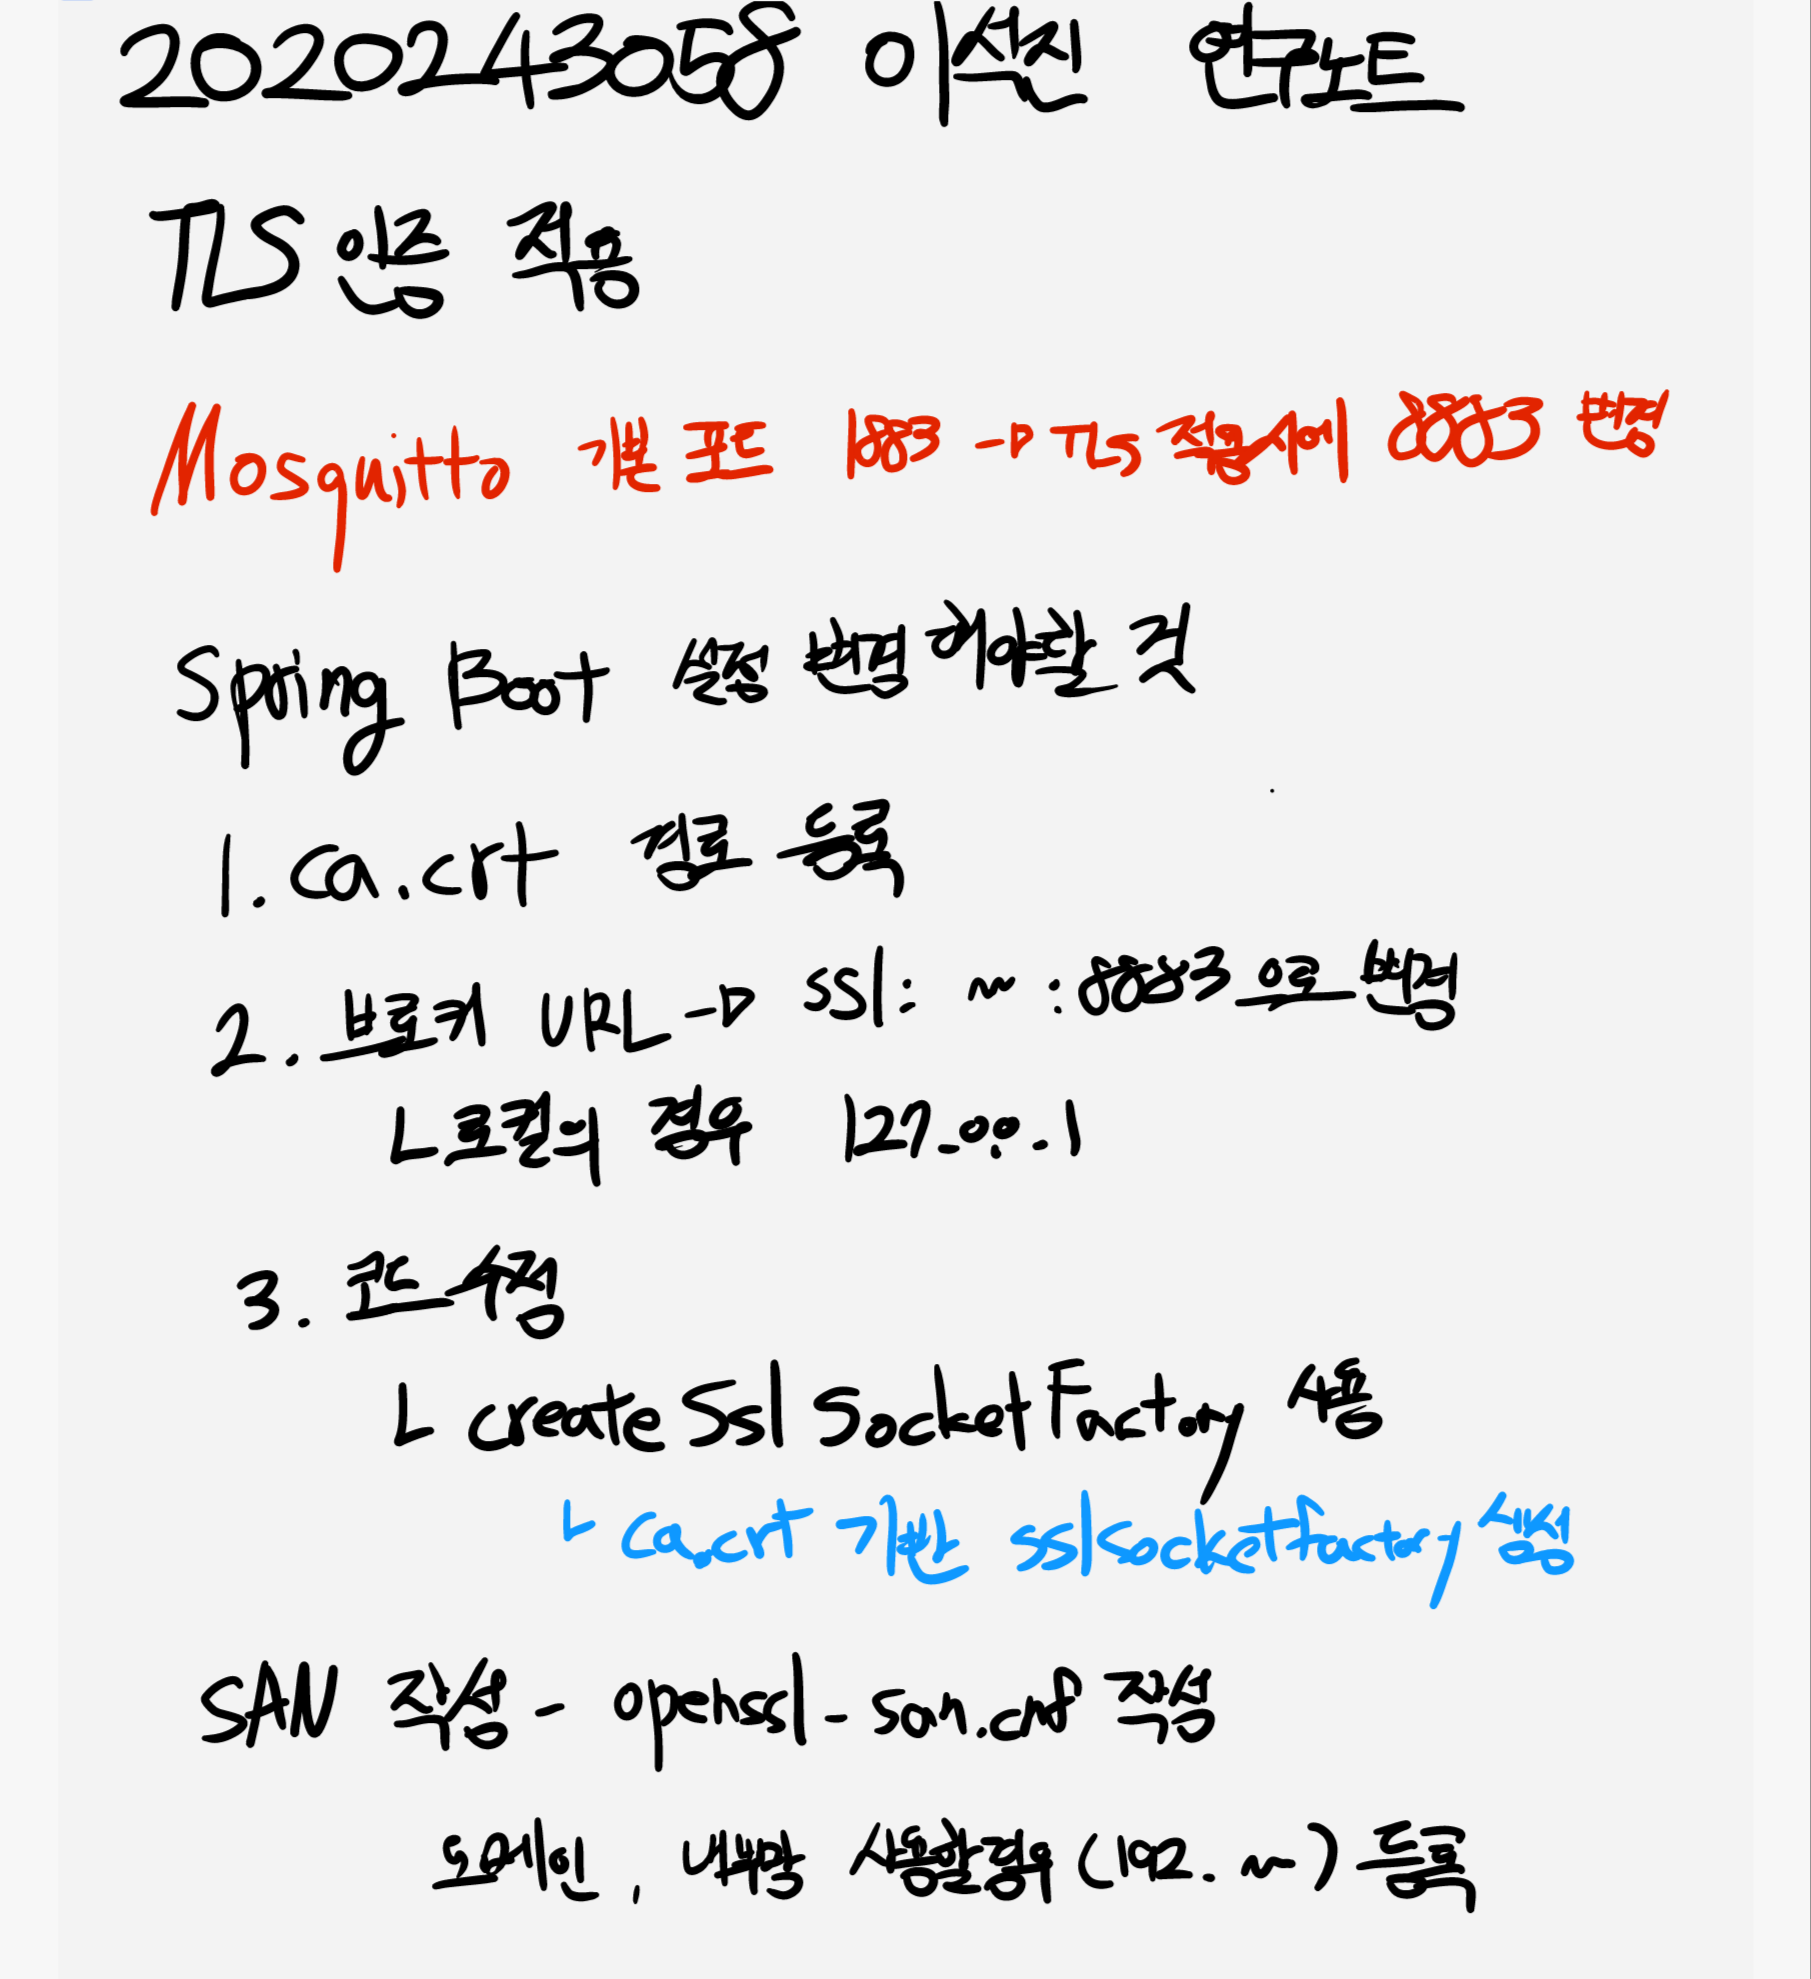 2020243058 이상진 연구노트
TLS 인증 적용
Mosquitto 기본 포트 1883 → TLS 적용시에 8883 변경
Spring Boot 설정 변경 해야할 것
1. ca.crt 경로 등록
2. 브로커 URL → ssl: ~ :8883 으로 변경
ㄴ 로컬의 경우 127.0.0.1
3. 코드 수정
ㄴ createSslSocketFactory 사용
ㄴ ca.crt 기반 sslsocketfactory 설정
SAN 작성 - openssl-san.cnf 작성
도메인, 내부망 사용할경우 (192. ~) 등록